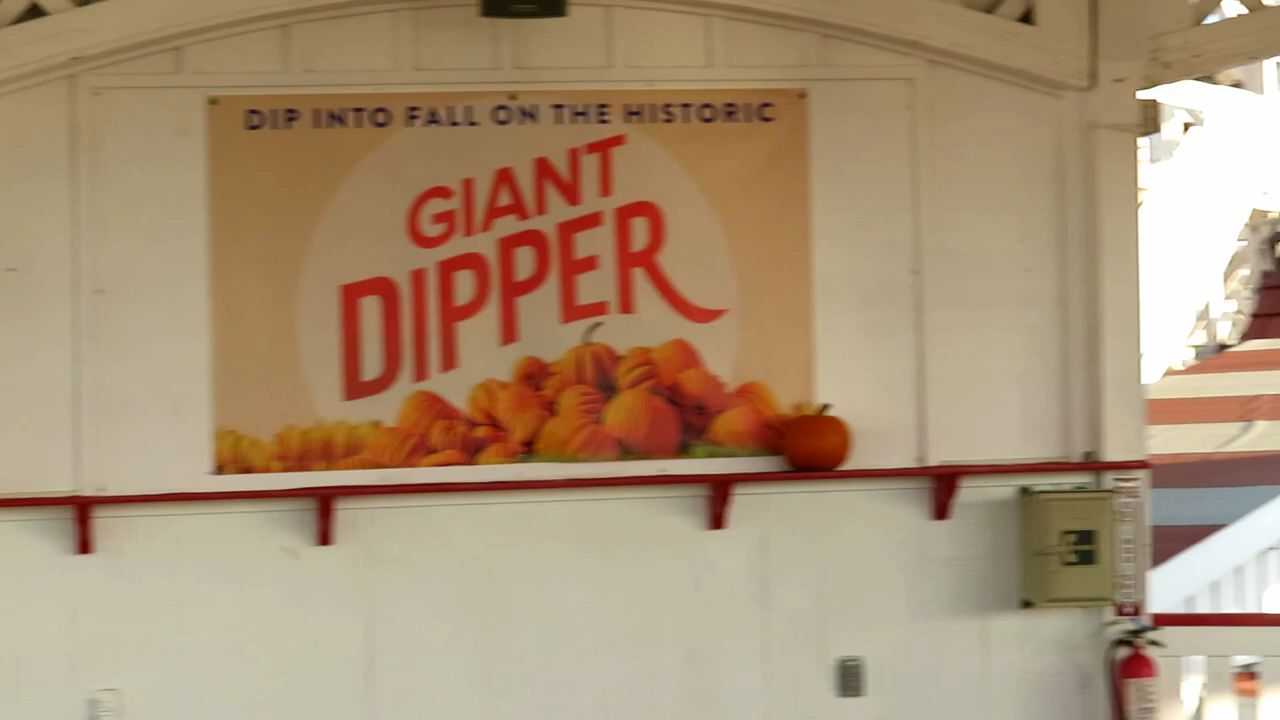 DIP INTO FALL ON THE HISTORIC
GIANT
DIPPER